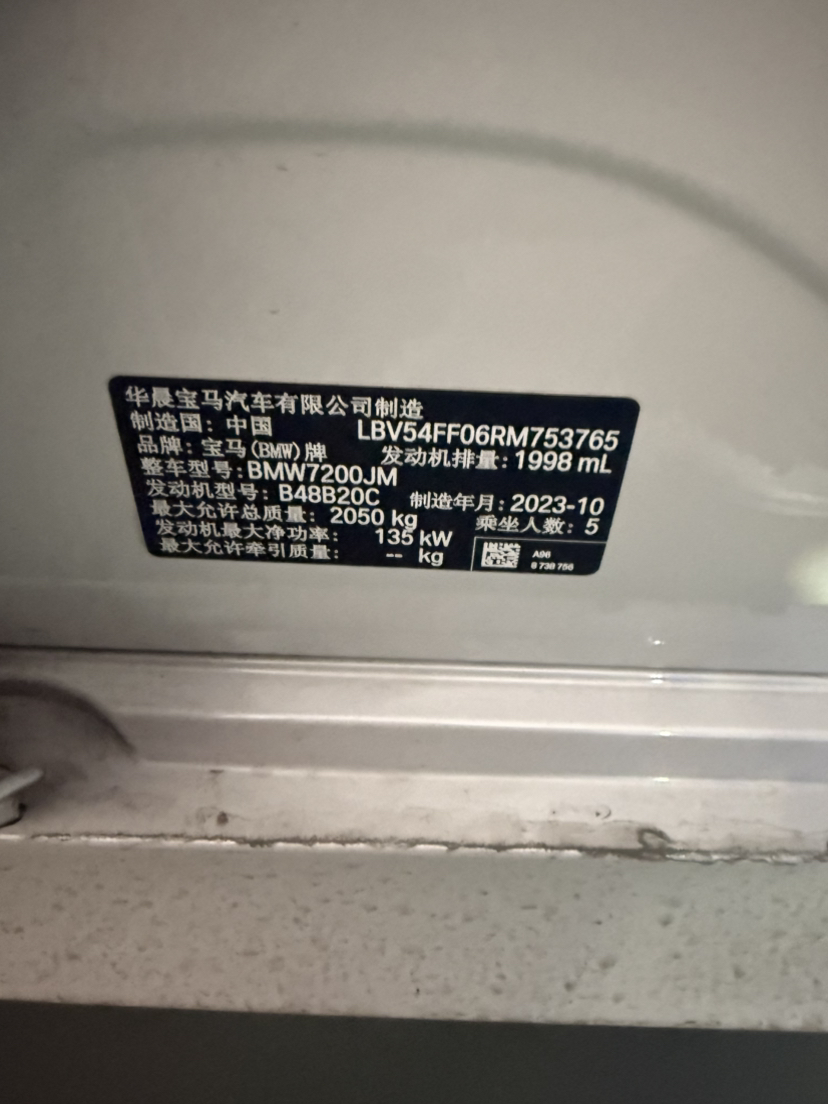 华晨宝马汽车有限公司制造
制造国: 中国 LBV54FF06RM753765
品牌: 宝马(BMW)牌 发动机排量: 1998 mL
整车型号: BMW7200JM
发动机型号: B48B20C 制造年月: 2023-10
最大允许总质量: 2050 kg 乘坐人数: 5
发动机最大净功率: 135 kW
最大允许牵引质量: -- kg
A96
8 738 756